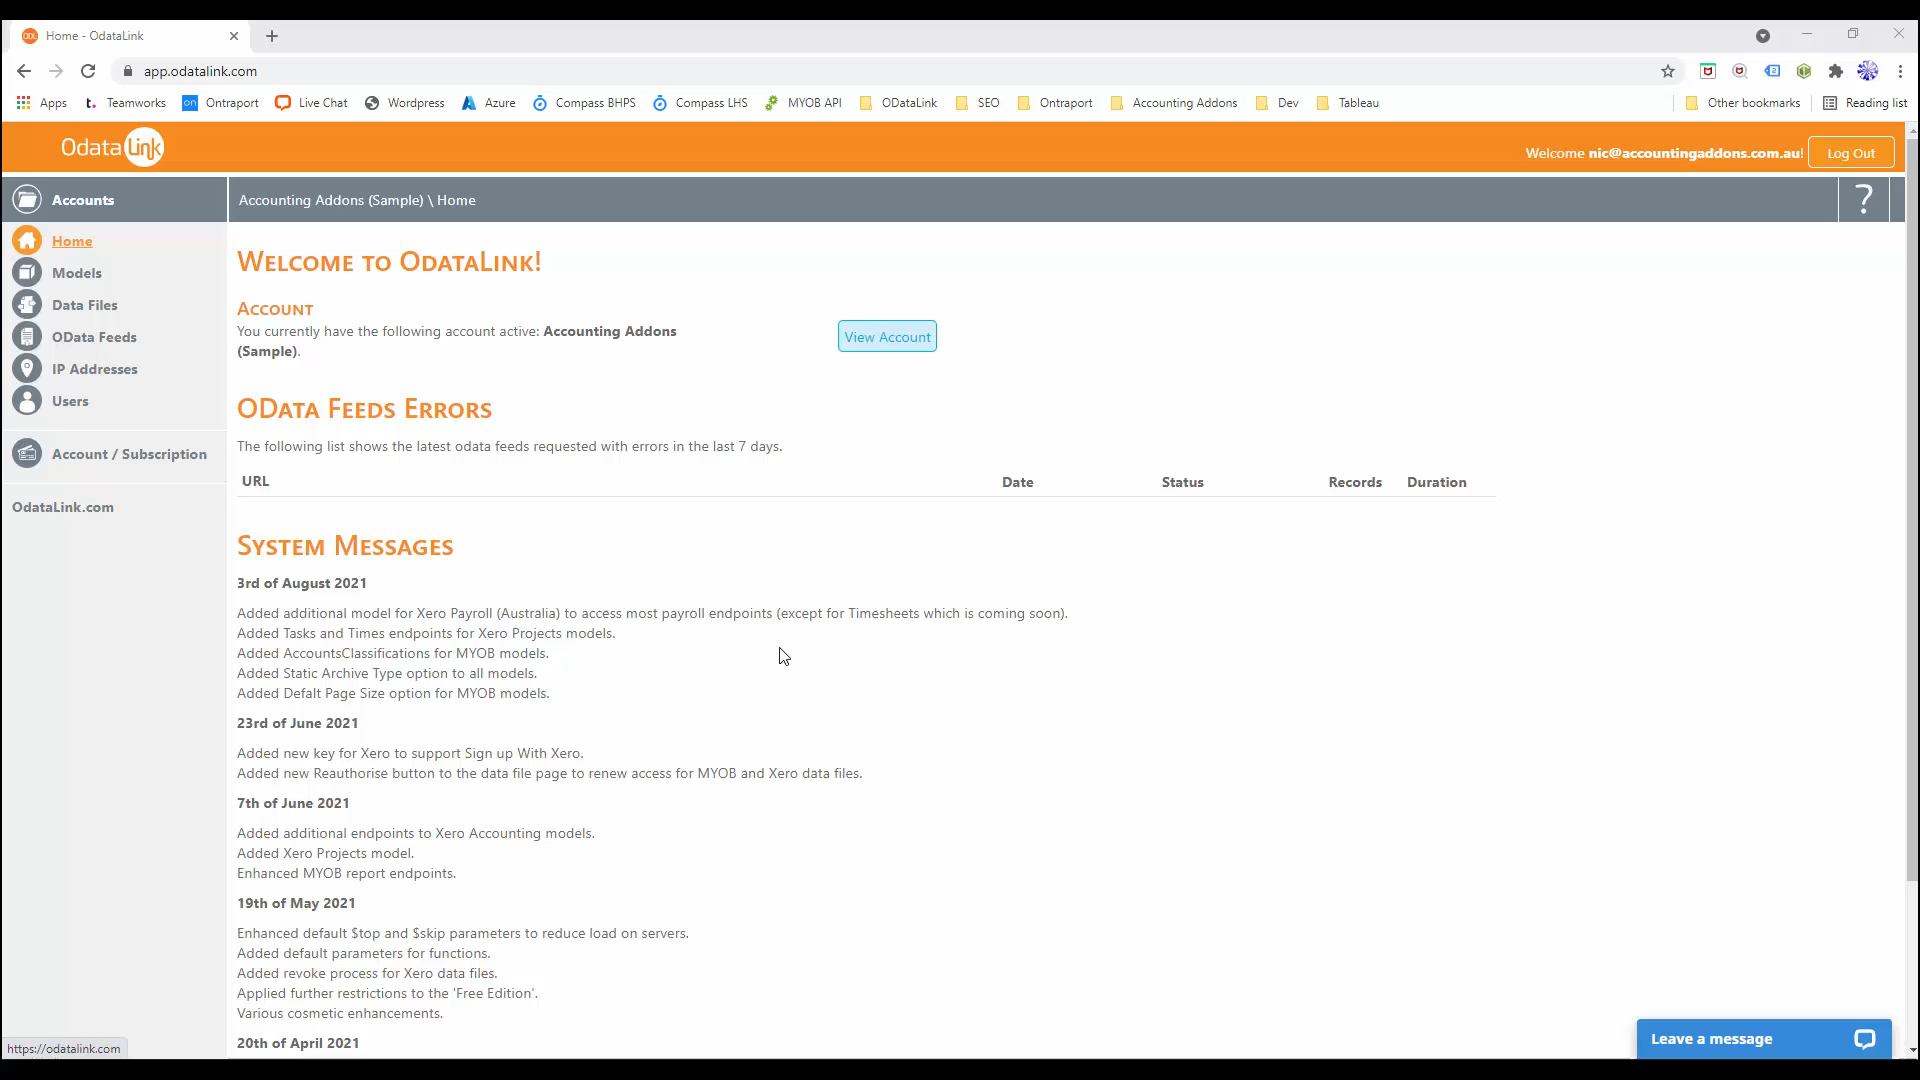 Home - OdataLink
app.odatalink.com
Apps
t. Teamworks
on Ontraport
Live Chat
Wordpress
Azure
Compass BHPS
Compass LHS
MYOB API
ODataLink
SEO
Ontraport
Accounting Addons
Dev
Tableau
Other bookmarks
Reading list
OdataLink
Welcome nic@accountingaddons.com.au!
Log Out
Accounts
Accounting Addons (Sample) \ Home
?
Home
Models
Data Files
OData Feeds
IP Addresses
Users
Account / Subscription
OdataLink.com
Welcome to OdataLink!
Account
You currently have the following account active: Accounting Addons
(Sample).
View Account
OData Feeds Errors
The following list shows the latest odata feeds requested with errors in the last 7 days.
URL Date Status Records Duration
System Messages
3rd of August 2021
Added additional model for Xero Payroll (Australia) to access most payroll endpoints (except for Timesheets which is coming soon).
Added Tasks and Times endpoints for Xero Projects models.
Added AccountsClassifications for MYOB models.
Added Static Archive Type option to all models.
Added Defalt Page Size option for MYOB models.
23rd of June 2021
Added new key for Xero to support Sign up With Xero.
Added new Reauthorise button to the data file page to renew access for MYOB and Xero data files.
7th of June 2021
Added additional endpoints to Xero Accounting models.
Added Xero Projects model.
Enhanced MYOB report endpoints.
19th of May 2021
Enhanced default $top and $skip parameters to reduce load on servers.
Added default parameters for functions.
Added revoke process for Xero data files.
Applied further restrictions to the 'Free Edition'.
Various cosmetic enhancements.
20th of April 2021
https://odatalink.com
Leave a message